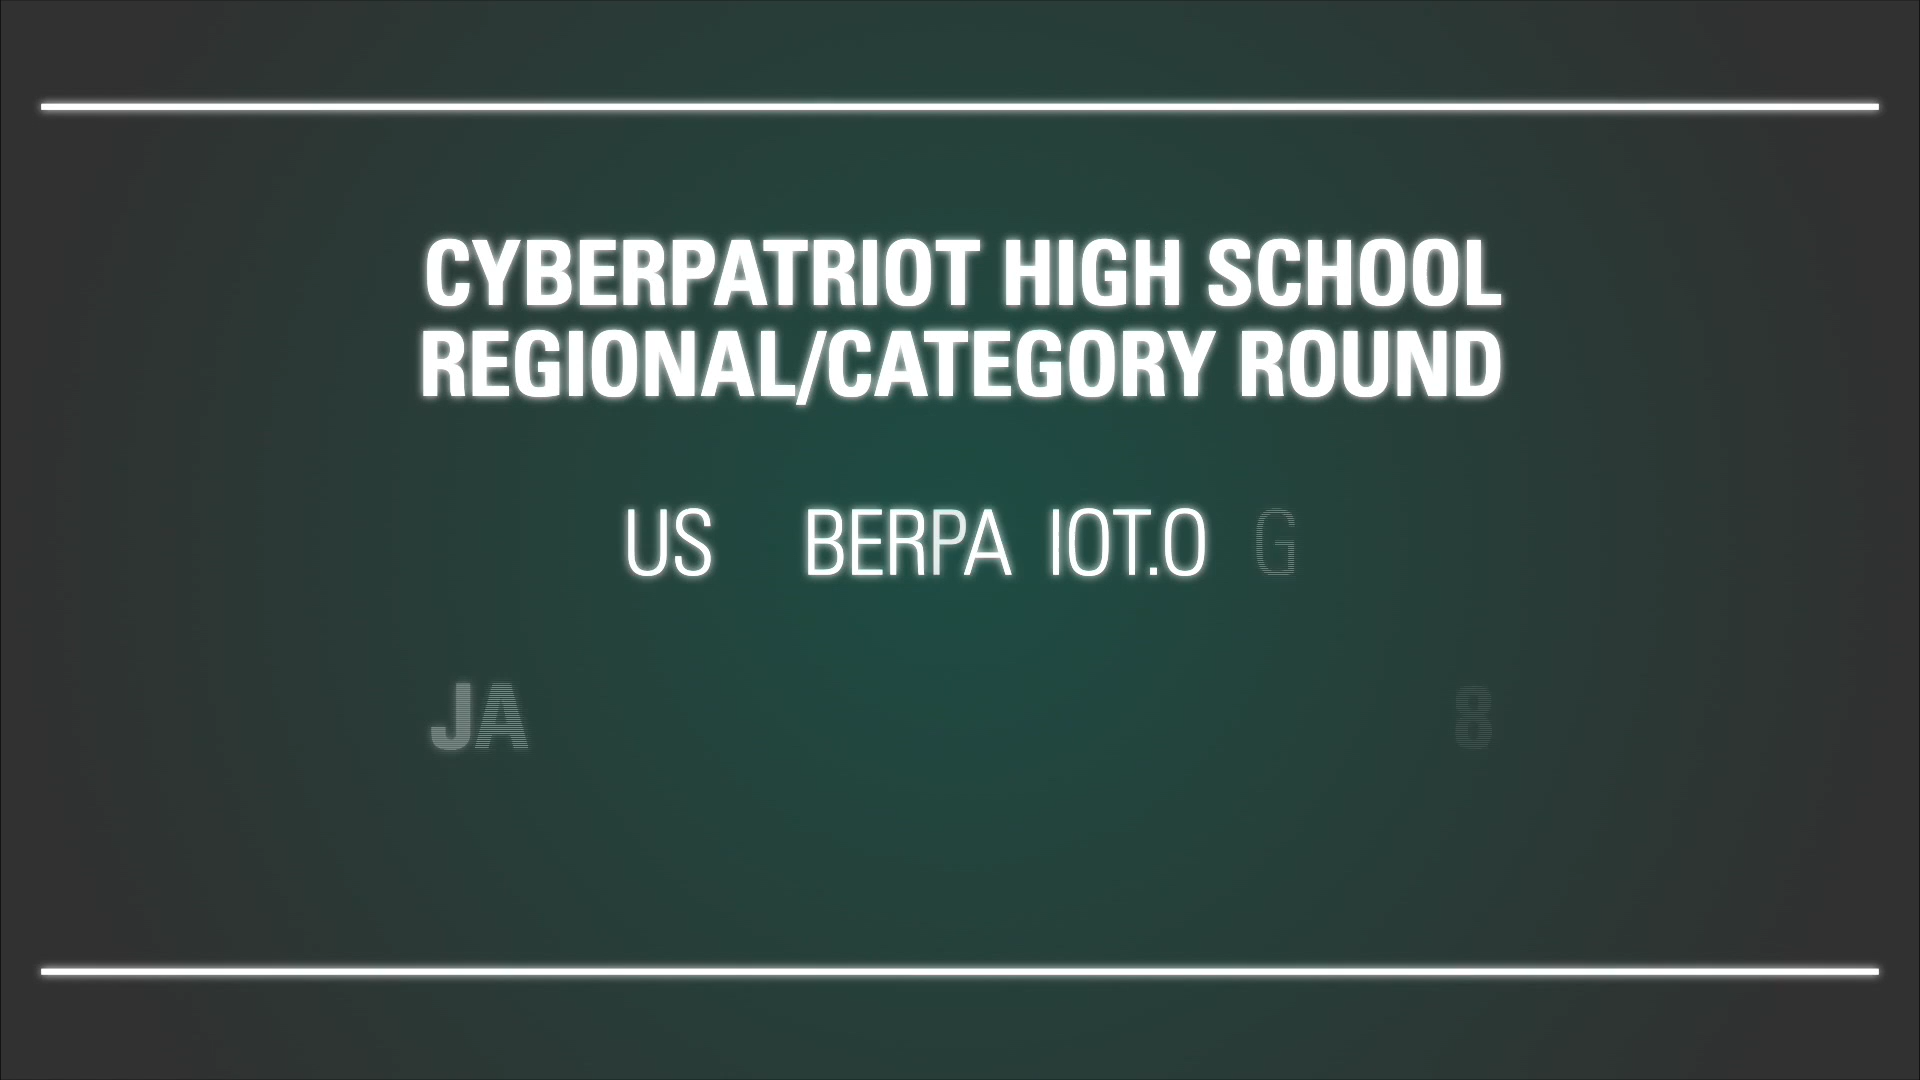 CYBERPATRIOT HIGH SCHOOL
REGIONAL/CATEGORY ROUND
US BERPA IOT.O G
JA 8